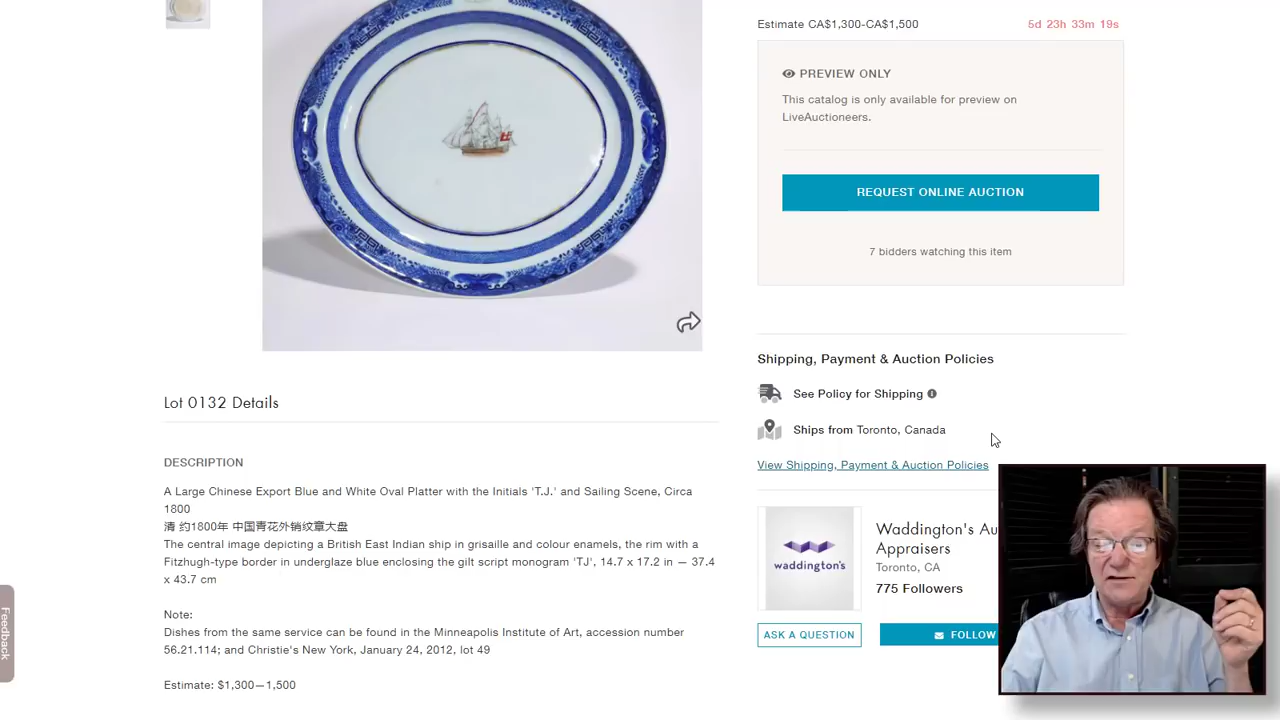 Estimate CA$1,300-CA$1,500
5d 23h 33m 19s
PREVIEW ONLY
This catalog is only available for preview on
LiveAuctioneers.
REQUEST ONLINE AUCTION
7 bidders watching this item
Shipping, Payment & Auction Policies
See Policy for Shipping
Ships from Toronto, Canada
View Shipping, Payment & Auction Policies
Lot 0132 Details
DESCRIPTION
A Large Chinese Export Blue and White Oval Platter with the Initials 'T.J.' and Sailing Scene, Circa
1800
清 约1800年 中国青花外销纹章大盘
The central image depicting a British East Indian ship in grisaille and colour enamels, the rim with a
Fitzhugh-type border in underglaze blue enclosing the gilt script monogram 'TJ', 14.7 x 17.2 in — 37.4
x 43.7 cm
Note:
Dishes from the same service can be found in the Minneapolis Institute of Art, accession number
56.21.114; and Christie's New York, January 24, 2012, lot 49
Estimate: $1,300—1,500
waddington's
Waddington's Au
Appraisers
Toronto, CA
775 Followers
ASK A QUESTION
FOLLOW
Feedback